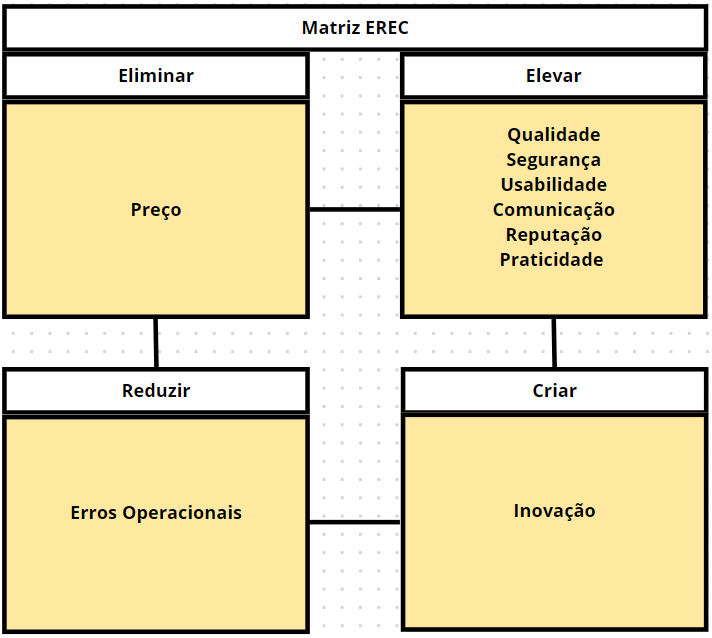 Matriz EREC
Eliminar
Elevar
Preço
Qualidade
Segurança
Usabilidade
Comunicação
Reputação
Praticidade
Reduzir
Criar
Erros Operacionais
Inovação